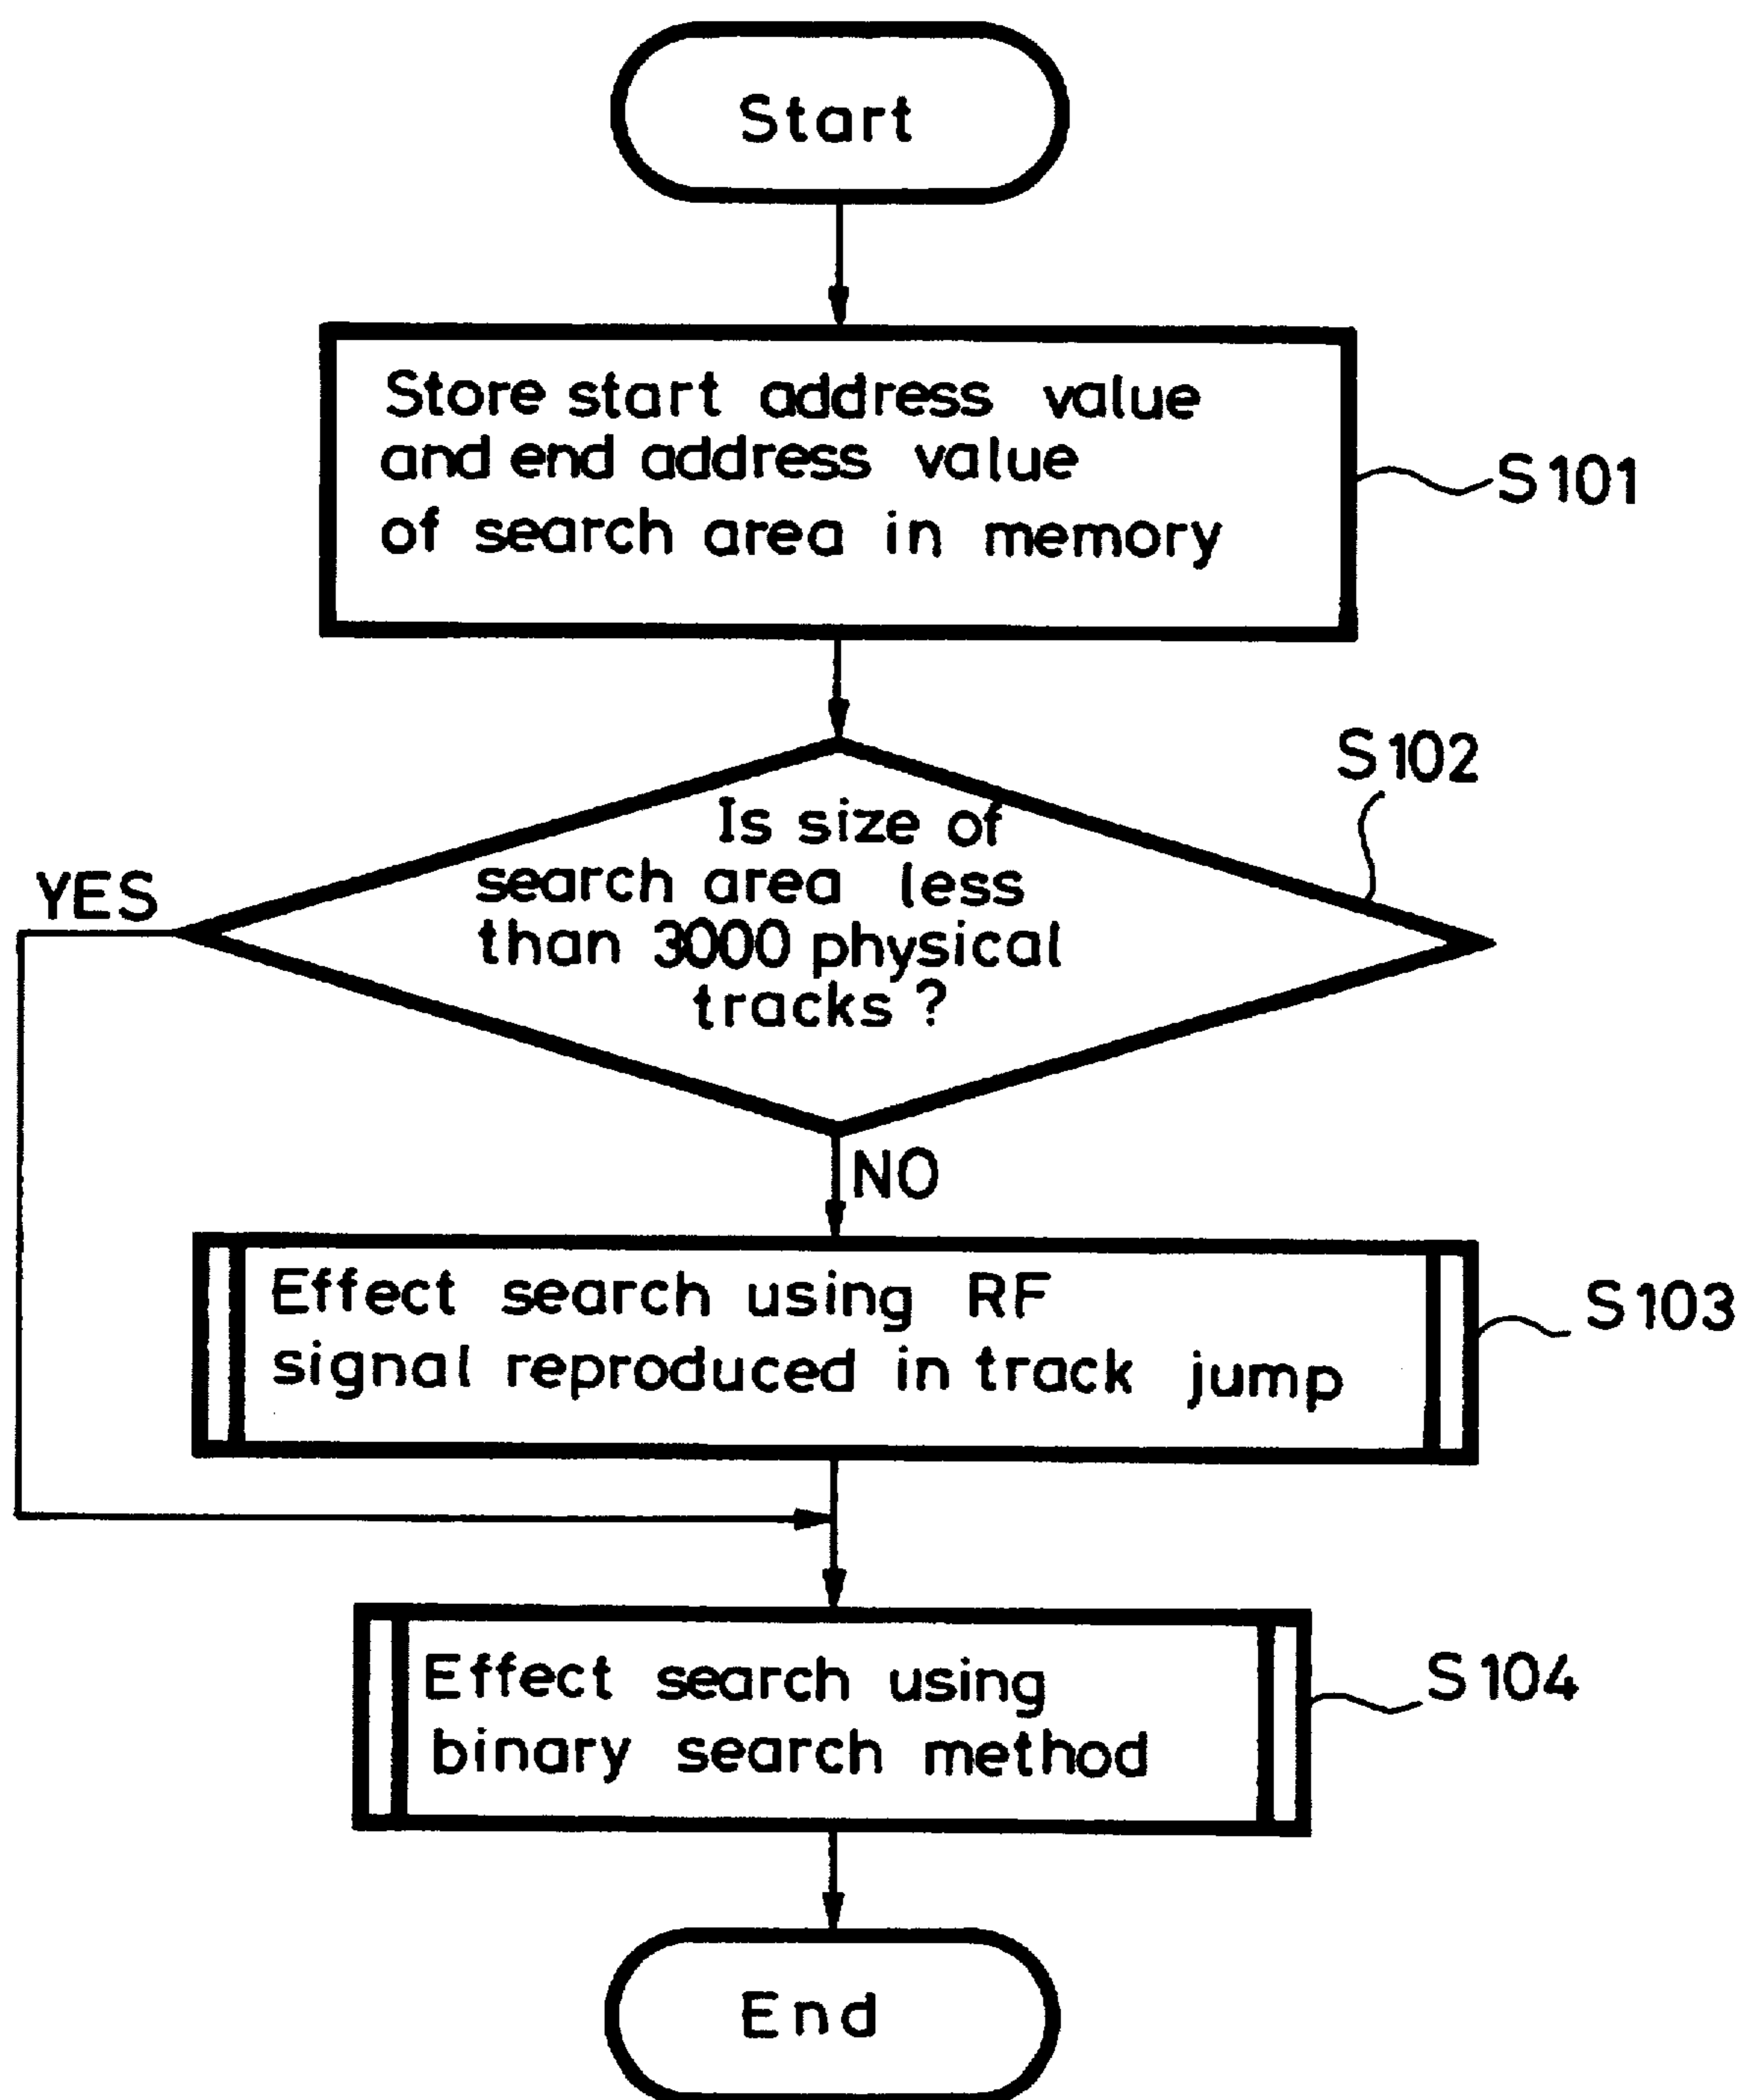 Start
Store start address value
and end address value
of search area in memory
S101
S102
Is size of
search area less
than 3000 physical
tracks ?
YES
NO
Effect search using RF
signal reproduced in track jump
S103
Effect search using
binary search method
S104
End